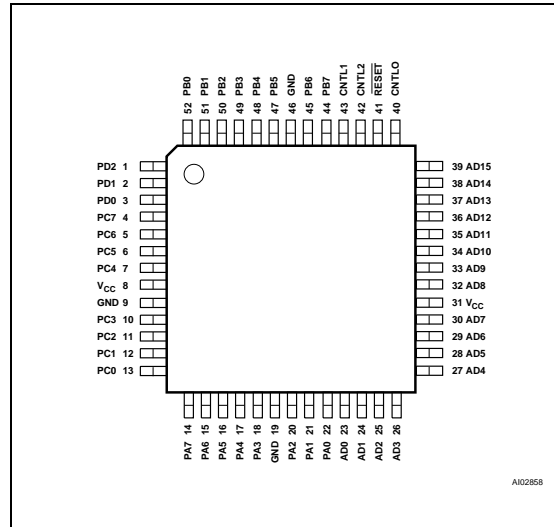 52 PB0
51 PB1
50 PB2
49 PB3
48 PB4
47 PB5
46 GND
45 PB6
44 PB7
43 CNTL1
42 CNTL2
41 RESET
40 CNTL0
PD2 1
PD1 2
PD0 3
PC7 4
PC6 5
PC5 6
PC4 7
VCC 8
GND 9
PC3 10
PC2 11
PC1 12
PC0 13
39 AD15
38 AD14
37 AD13
36 AD12
35 AD11
34 AD10
33 AD9
32 AD8
31 VCC
30 AD7
29 AD6
28 AD5
27 AD4
PA7 14
PA6 15
PA5 16
PA4 17
PA3 18
GND 19
PA2 20
PA1 21
PA0 22
AD0 23
AD1 24
AD2 25
AD3 26
AI02858